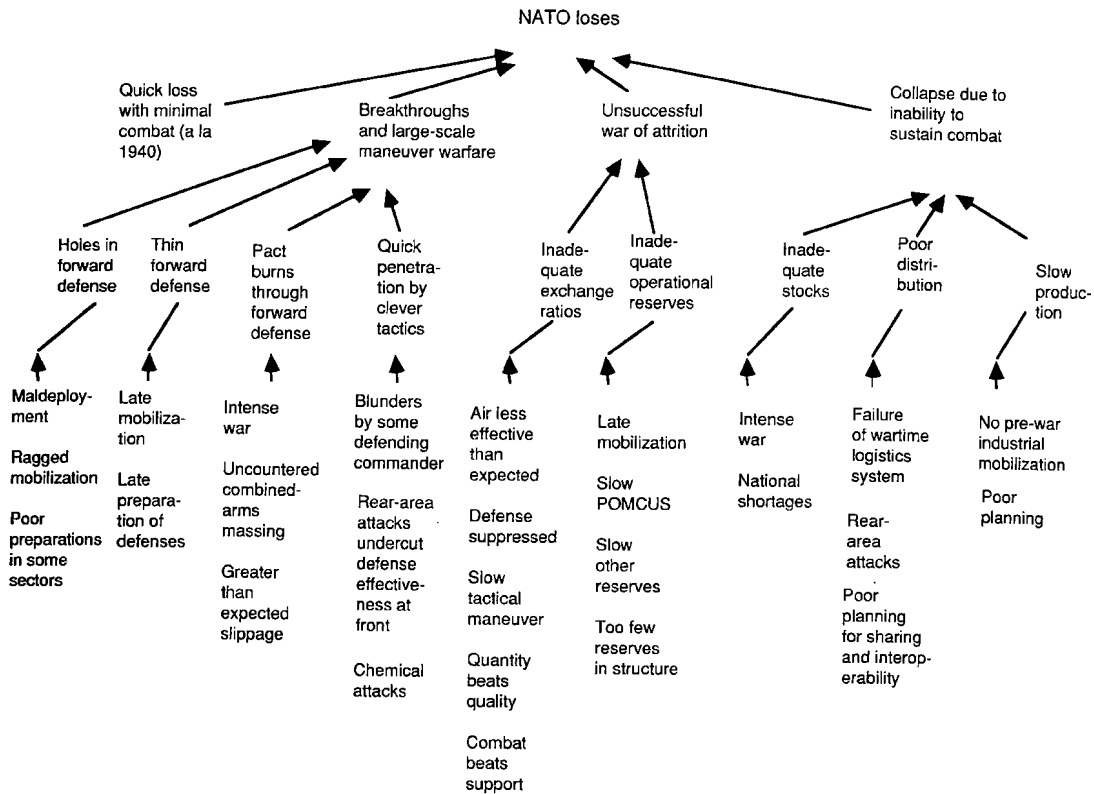 NATO loses
Quick loss
with minimal
combat (a la
1940)
Breakthroughs
and large-scale
maneuver warfare
Unsuccessful
war of attrition
Collapse due to
inability to
sustain combat
Holes in
forward
defense
Thin
forward
defense
Pact
burns
through
forward
defense
Quick
penetra-
tion by
clever
tactics
Inade-
quate
exchange
ratios
Inade-
quate
operational
reserves
Inade-
quate
stocks
Poor
distri-
bution
Slow
produc-
tion
Maldeploy-
ment
Ragged
mobilization
Poor
preparations
in some
sectors
Late
mobiliza-
tion
Late
prepara-
tion of
defenses
Intense
war
Uncountered
combined-
arms
massing
Greater
than
expected
slippage
Blunders
by some
defending
commander
Rear-area
attacks
undercut
defense
effective-
ness at
front
Chemical
attacks
Air less
effective
than
expected
Defense
suppressed
Slow
tactical
maneuver
Quantity
beats
quality
Combat
beats
support
Late
mobilization
Slow
POMCUS
Slow
other
reserves
Too few
reserves
in structure
Intense
war
National
shortages
Failure
of wartime
logistics
system
Rear-
area
attacks
Poor
planning
for sharing
and interop-
erability
No pre-war
industrial
mobilization
Poor
planning